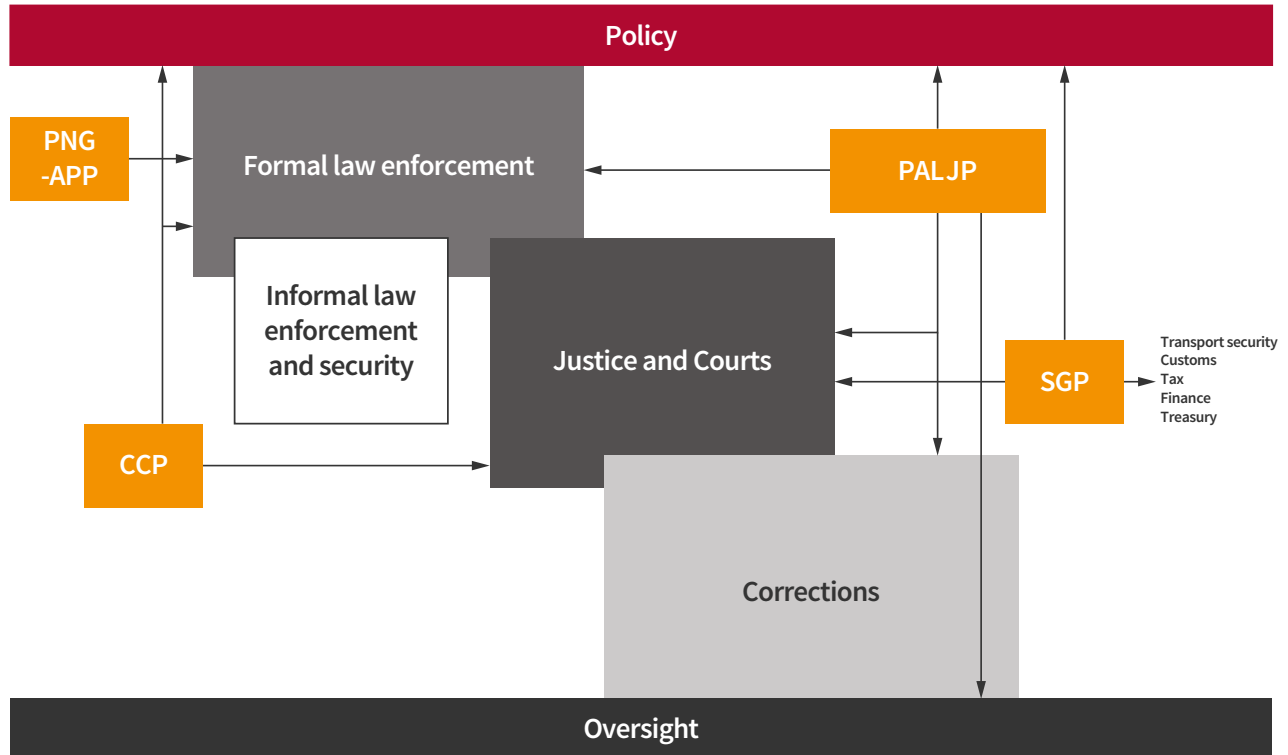 Policy
PNG
-APP
Formal law enforcement
PALJP
Informal law
enforcement
and security
Justice and Courts
SGP
Transport security
Customs
Tax
Finance
Treasury
CCP
Corrections
Oversight